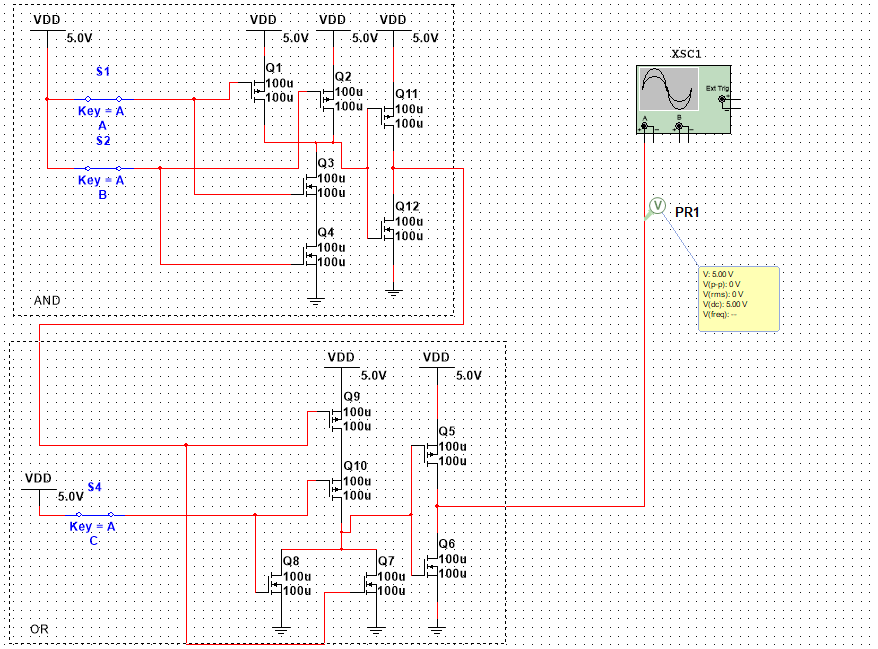 VDD
5.0V
VDD
5.0V
VDD
5.0V
VDD
5.0V
S1
Key = A
A
S2
Key = A
B
Q1
100u
100u
Q2
100u
100u
Q11
100u
100u
Q3
100u
100u
Q4
100u
100u
Q12
100u
100u
AND
XSC1
Ext Trig
+
A
B
+
+
V
PR1
V: 5.00 V
V(p-p): 0 V
V(rms): 0 V
V(dc): 5.00 V
V(freq): --
VDD
5.0V
VDD
5.0V
Q9
100u
100u
Q5
100u
100u
Q10
100u
100u
VDD
5.0V
S4
Key = A
C
Q8
100u
100u
Q7
100u
100u
Q6
100u
100u
OR